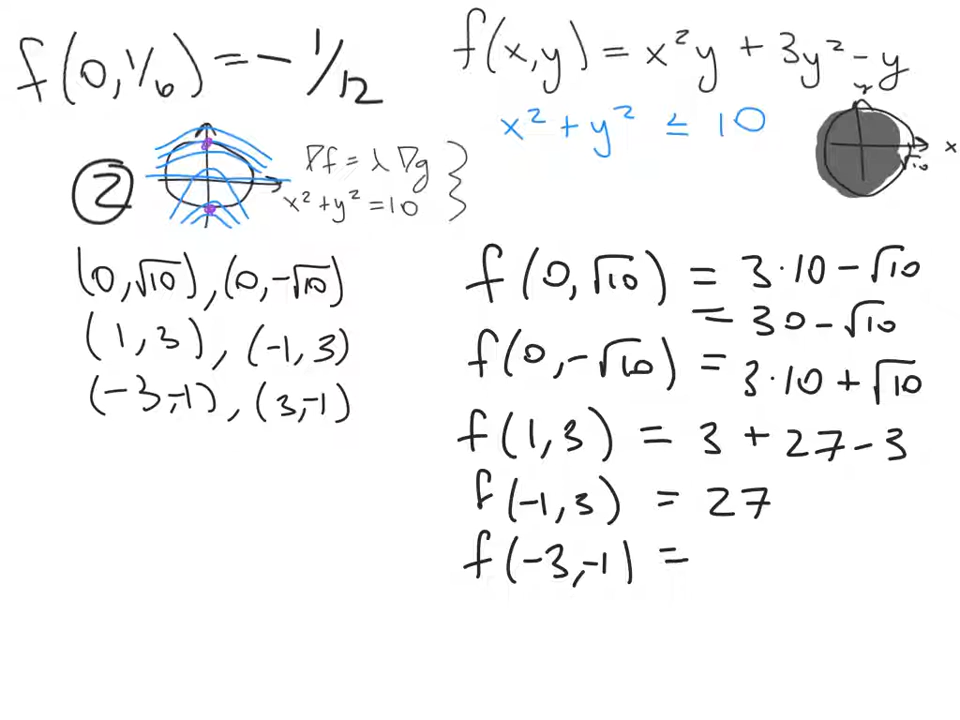 f(0,1/6) = -1/12
f(x,y) = x²y + 3y² - y
x² + y² ≤ 10
y
x
√10
②
∇f = λ∇g
x² + y² = 10
}
(0,√10), (0,-√10)
(1,3), (-1,3)
(-3,-1), (3,-1)
f(0,√10) = 3·10 - √10
= 30 - √10
f(0,-√10) = 3·10 + √10
f(1,3) = 3 + 27 - 3
f(-1,3) = 27
f(-3,-1) =